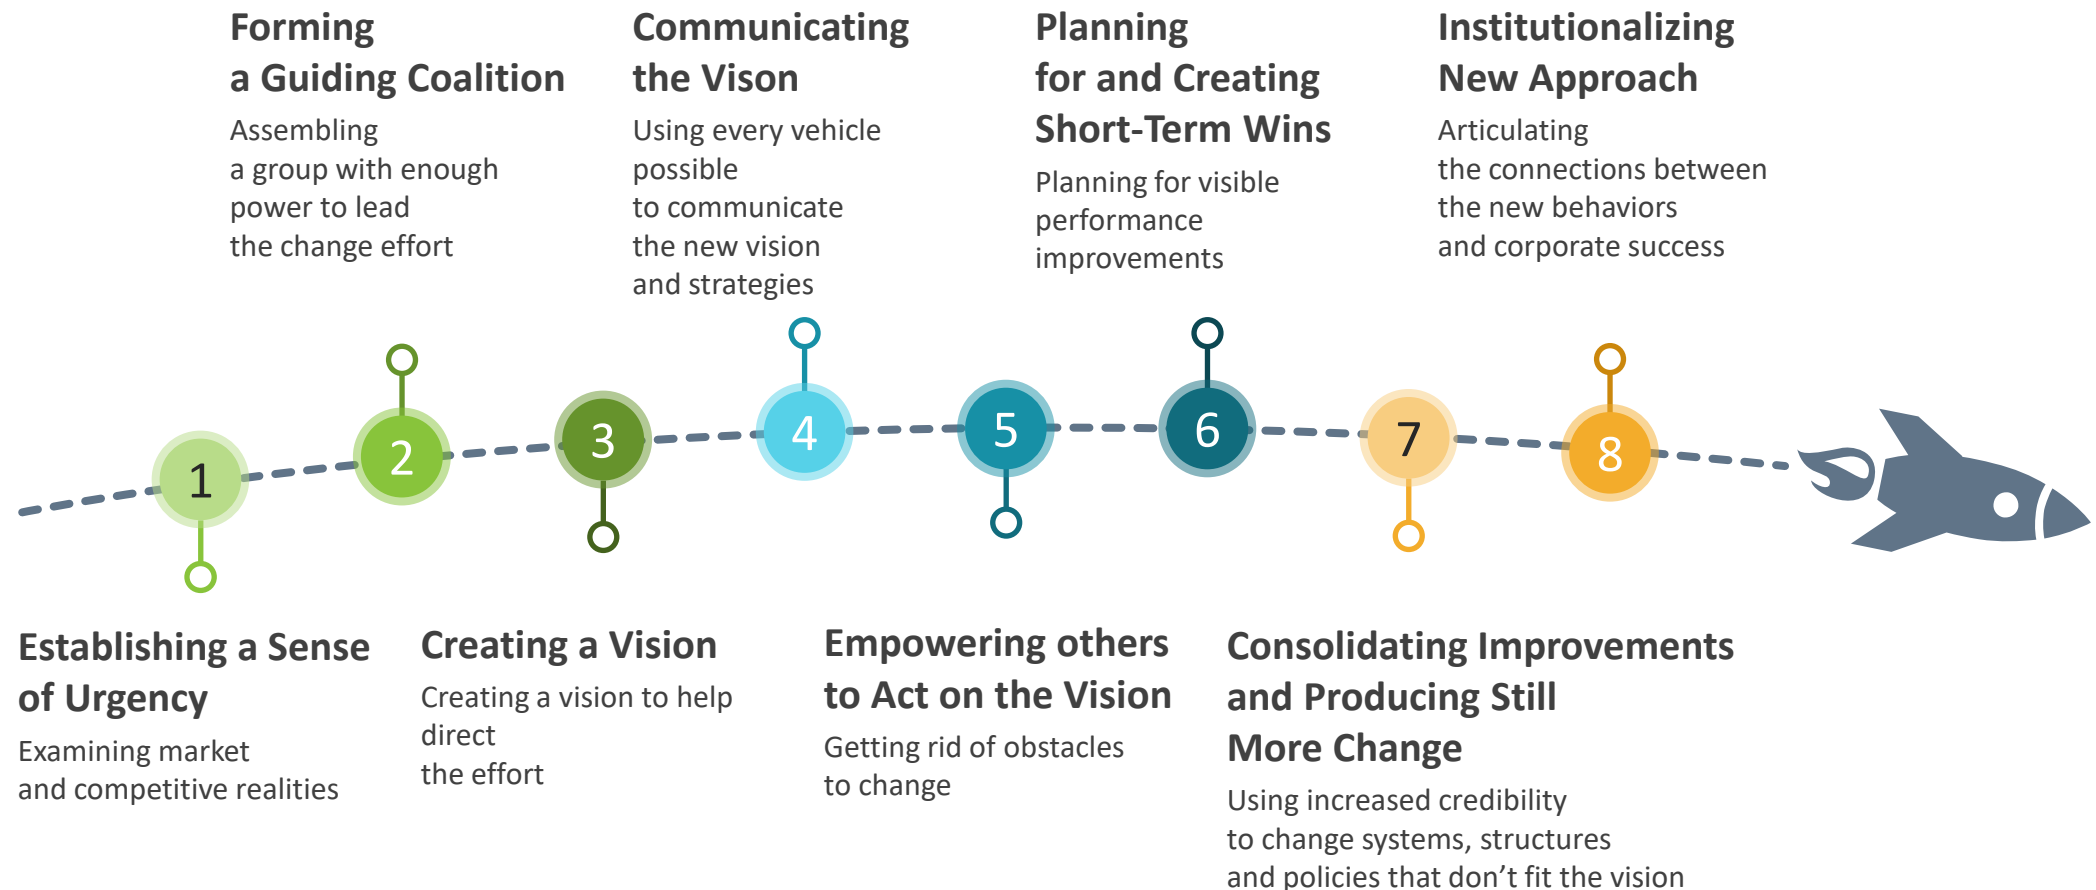 Forming
a Guiding Coalition
Assembling
a group with enough
power to lead
the change effort
Communicating
the Vison
Using every vehicle
possible
to communicate
the new vision
and strategies
Planning
for and Creating
Short-Term Wins
Planning for visible
performance
improvements
Institutionalizing
New Approach
Articulating
the connections between
the new behaviors
and corporate success
1
2
3
4
5
6
7
8
Establishing a Sense
of Urgency
Examining market
and competitive realities
Creating a Vision
Creating a vision to help
direct
the effort
Empowering others
to Act on the Vision
Getting rid of obstacles
to change
Consolidating Improvements
and Producing Still
More Change
Using increased credibility
to change systems, structures
and policies that don’t fit the vision